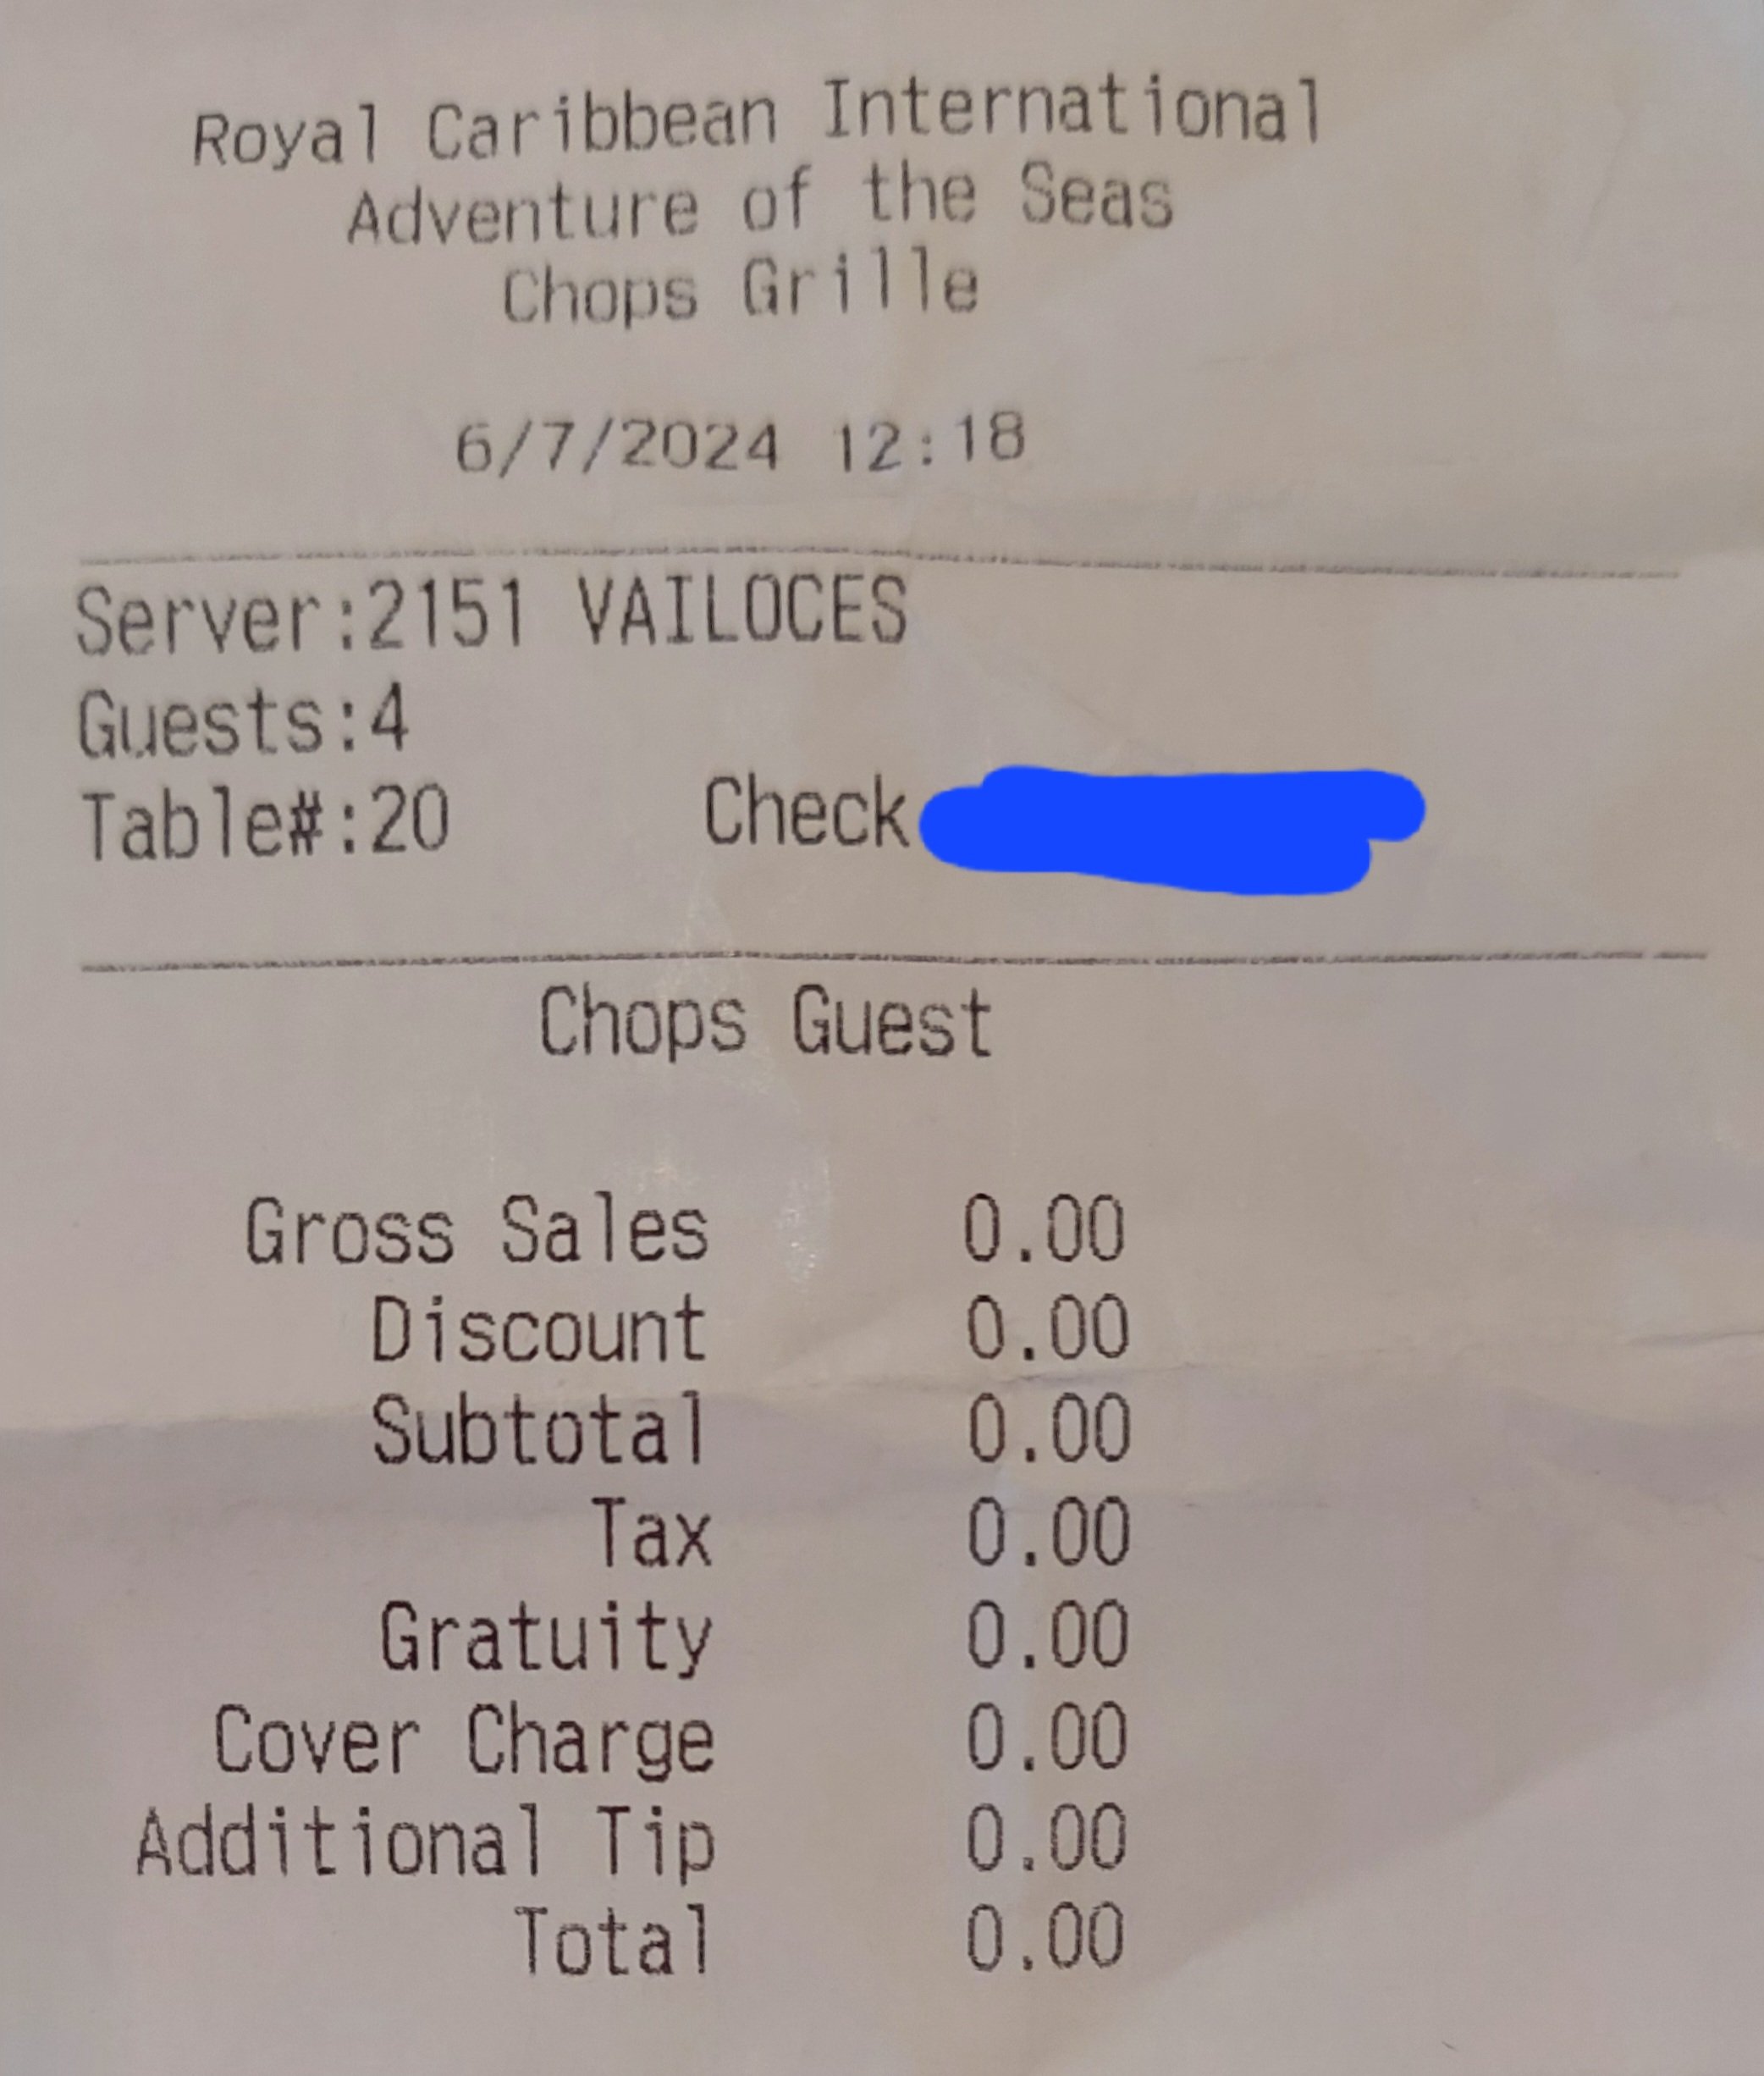 Royal Caribbean International
Adventure of the Seas
Chops Grille
6/7/2024 12:18
Server:2151 VAILOCES
Guests:4
Table#:20 Check
Chops Guest
Gross Sales 0.00
Discount 0.00
Subtotal 0.00
Tax 0.00
Gratuity 0.00
Cover Charge 0.00
Additional Tip 0.00
Total 0.00